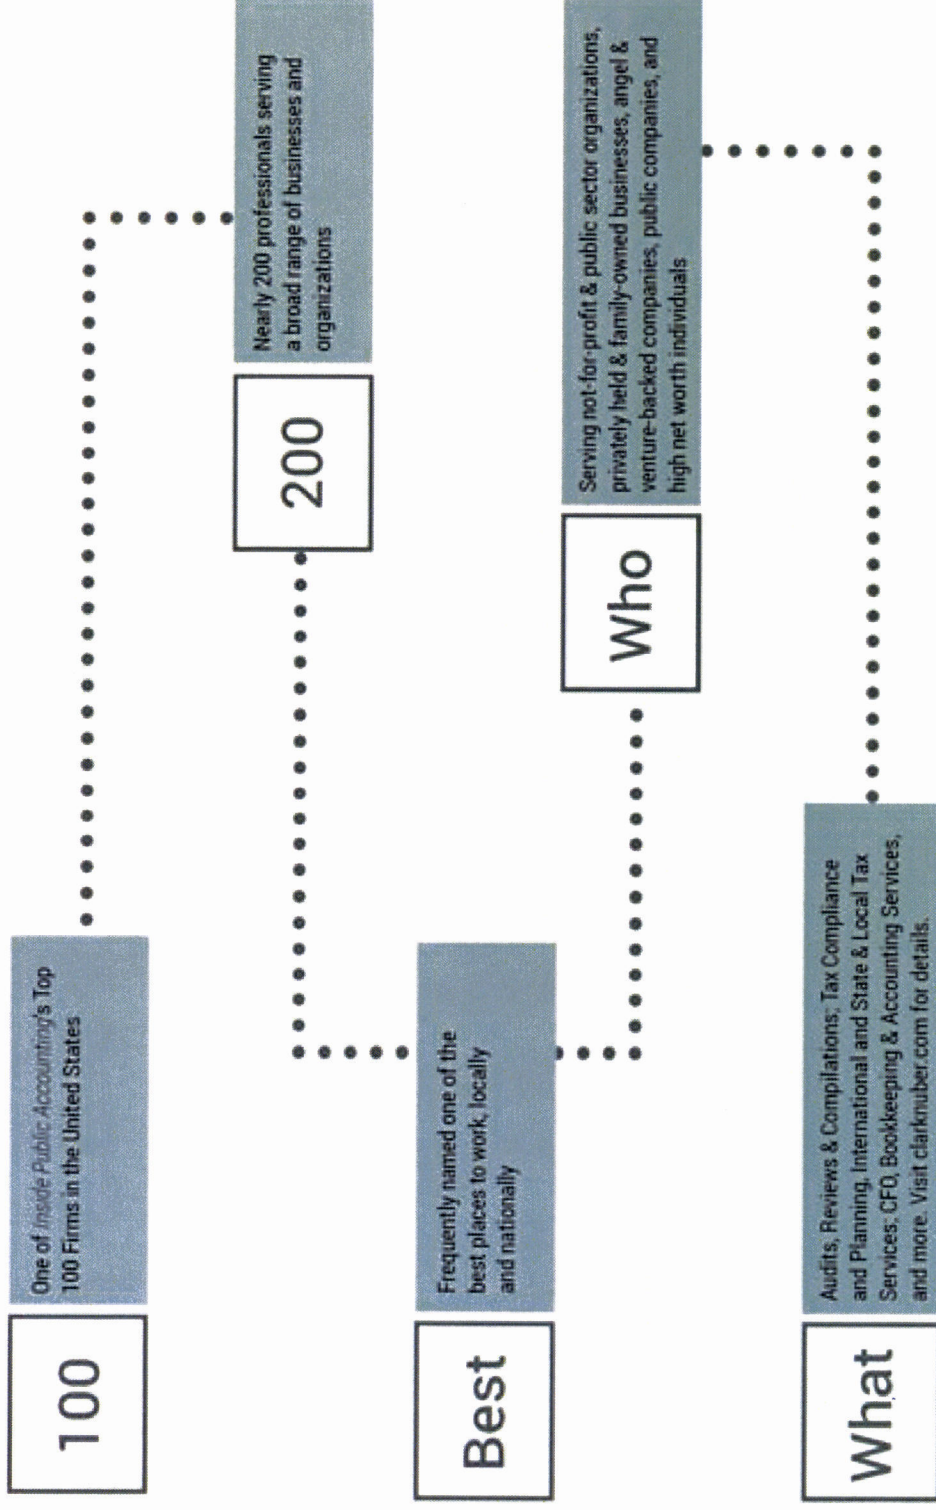 100
One of Inside Public Accounting's Top
100 Firms in the United States
200
Nearly 200 professionals serving
a broad range of businesses and
organizations
Best
Frequently named one of the
best places to work, locally
and nationally
Who
Serving not-for-profit & public sector organizations,
privately held & family-owned businesses, angel &
venture-backed companies, public companies, and
high net worth individuals
What
Audits, Reviews & Compilations; Tax Compliance
and Planning, International and State & Local Tax
Services; CFO, Bookkeeping & Accounting Services,
and more. Visit clarknuber.com for details.